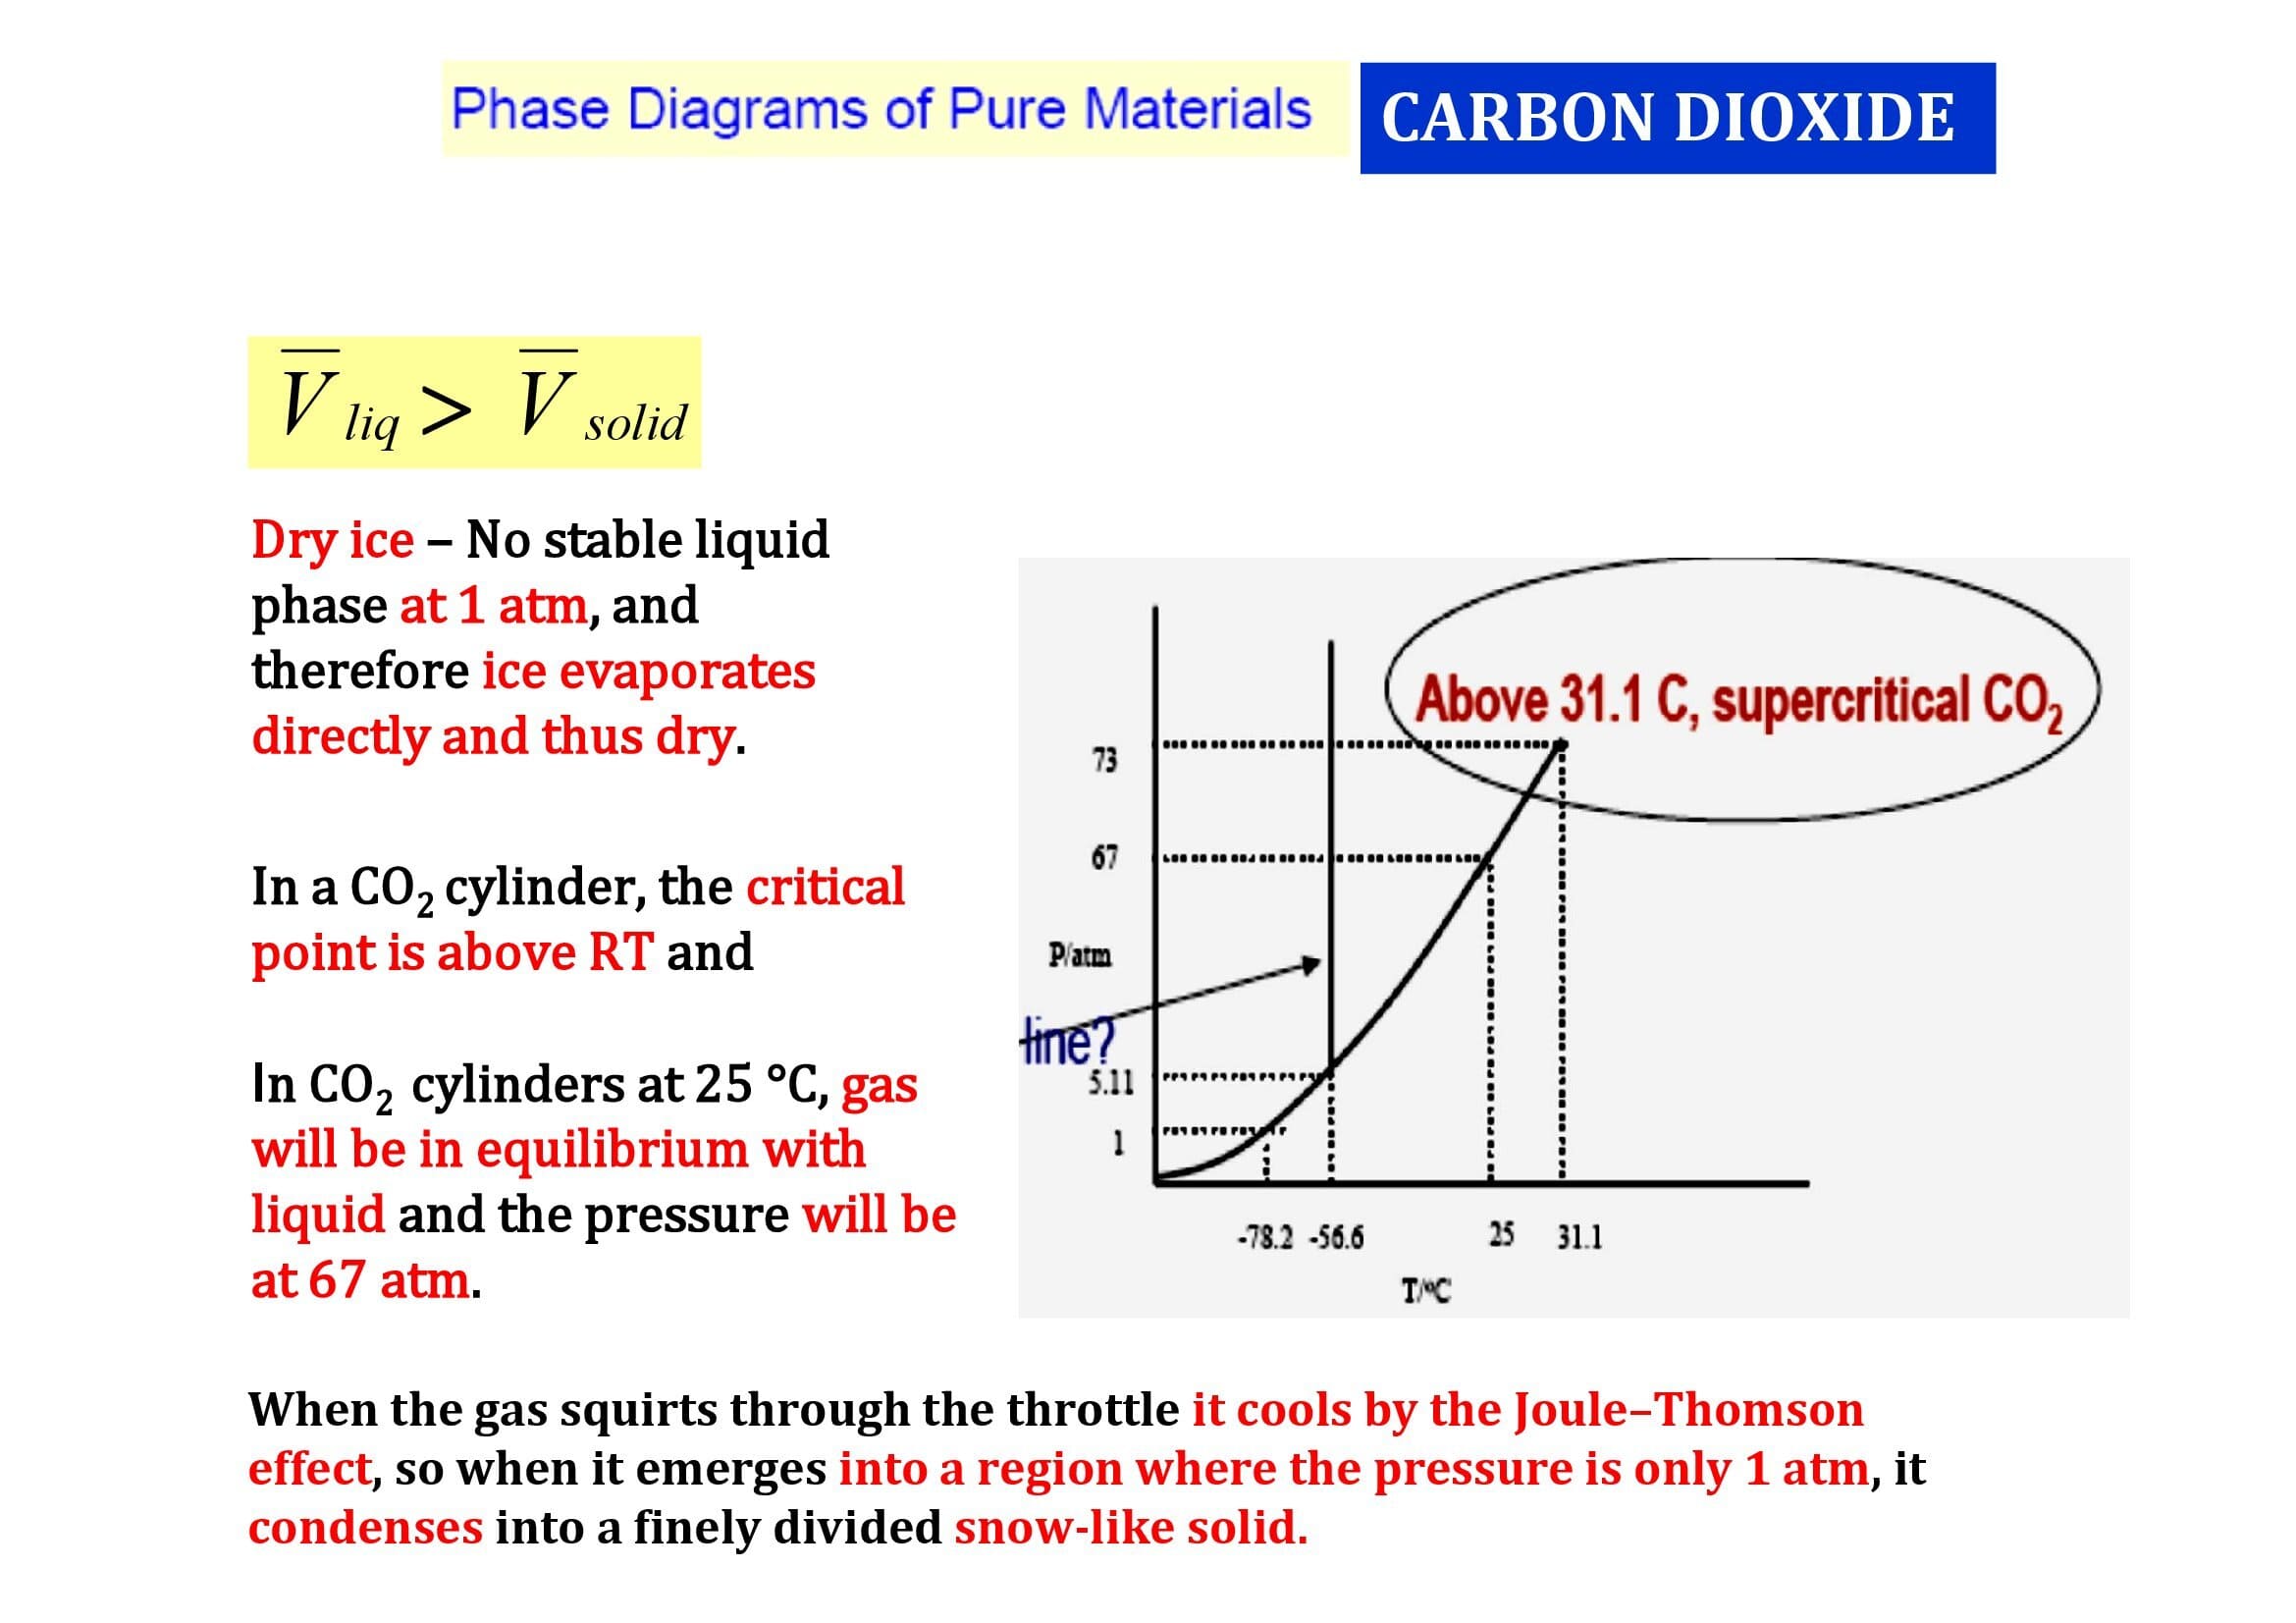 Phase Diagrams of Pure Materials
CARBON DIOXIDE
V̅ liq > V̅ solid
Dry ice – No stable liquid
phase at 1 atm, and
therefore ice evaporates
directly and thus dry.
In a CO₂ cylinder, the critical
point is above RT and
In CO₂ cylinders at 25 °C, gas
will be in equilibrium with
liquid and the pressure will be
at 67 atm.
Above 31.1 C, supercritical CO₂
73
67
P/atm
line?
5.11
1
-78.2 -56.6 25 31.1
T/ºC
When the gas squirts through the throttle it cools by the Joule–Thomson
effect, so when it emerges into a region where the pressure is only 1 atm, it
condenses into a finely divided snow-like solid.